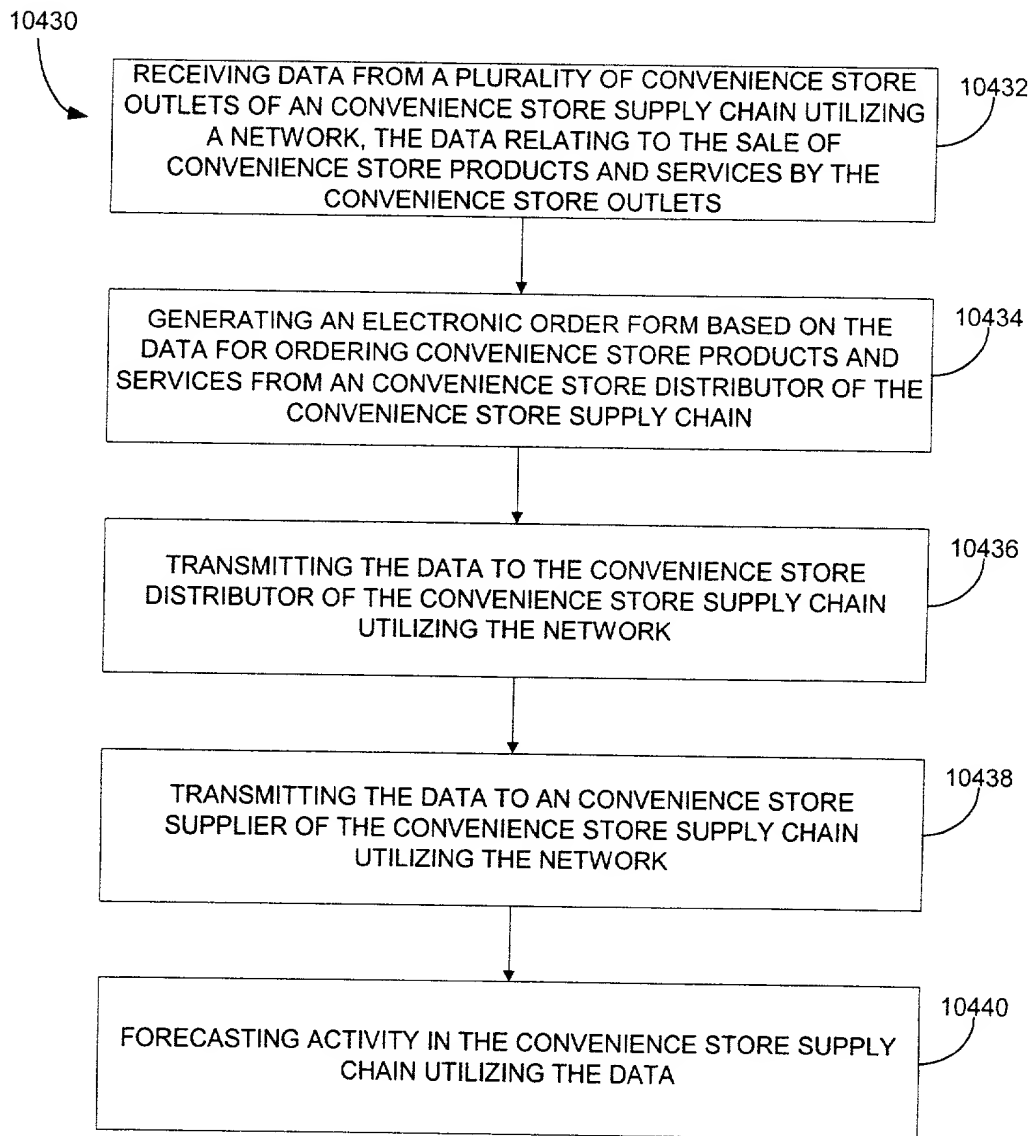 10430
RECEIVING DATA FROM A PLURALITY OF CONVENIENCE STORE
OUTLETS OF AN CONVENIENCE STORE SUPPLY CHAIN UTILIZING
A NETWORK, THE DATA RELATING TO THE SALE OF
CONVENIENCE STORE PRODUCTS AND SERVICES BY THE
CONVENIENCE STORE OUTLETS
10432
GENERATING AN ELECTRONIC ORDER FORM BASED ON THE
DATA FOR ORDERING CONVENIENCE STORE PRODUCTS AND
SERVICES FROM AN CONVENIENCE STORE DISTRIBUTOR OF THE
CONVENIENCE STORE SUPPLY CHAIN
10434
TRANSMITTING THE DATA TO THE CONVENIENCE STORE
DISTRIBUTOR OF THE CONVENIENCE STORE SUPPLY CHAIN
UTILIZING THE NETWORK
10436
TRANSMITTING THE DATA TO AN CONVENIENCE STORE
SUPPLIER OF THE CONVENIENCE STORE SUPPLY CHAIN
UTILIZING THE NETWORK
10438
FORECASTING ACTIVITY IN THE CONVENIENCE STORE SUPPLY
CHAIN UTILIZING THE DATA
10440